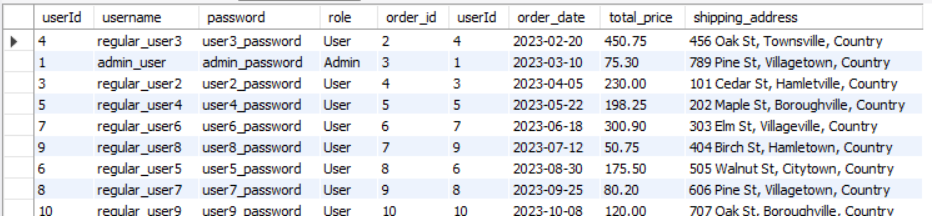 userId username password role order_id userId order_date total_price shipping_address
4 regular_user3 user3_password User 2 4 2023-02-20 450.75 456 Oak St, Townsville, Country
1 admin_user admin_password Admin 3 1 2023-03-10 75.30 789 Pine St, Villagetown, Country
3 regular_user2 user2_password User 4 3 2023-04-05 230.00 101 Cedar St, Hamletville, Country
5 regular_user4 user4_password User 5 5 2023-05-22 198.25 202 Maple St, Boroughville, Country
7 regular_user6 user6_password User 6 7 2023-06-18 300.90 303 Elm St, Villageville, Country
9 regular_user8 user8_password User 7 9 2023-07-12 50.75 404 Birch St, Hamletown, Country
6 regular_user5 user5_password User 8 6 2023-08-30 175.50 505 Walnut St, Citytown, Country
8 regular_user7 user7_password User 9 8 2023-09-25 80.20 606 Pine St, Villagetown, Country
10 regular_user9 user9_password User 10 10 2023-10-08 120.00 707 Oak St, Boroughville, Country